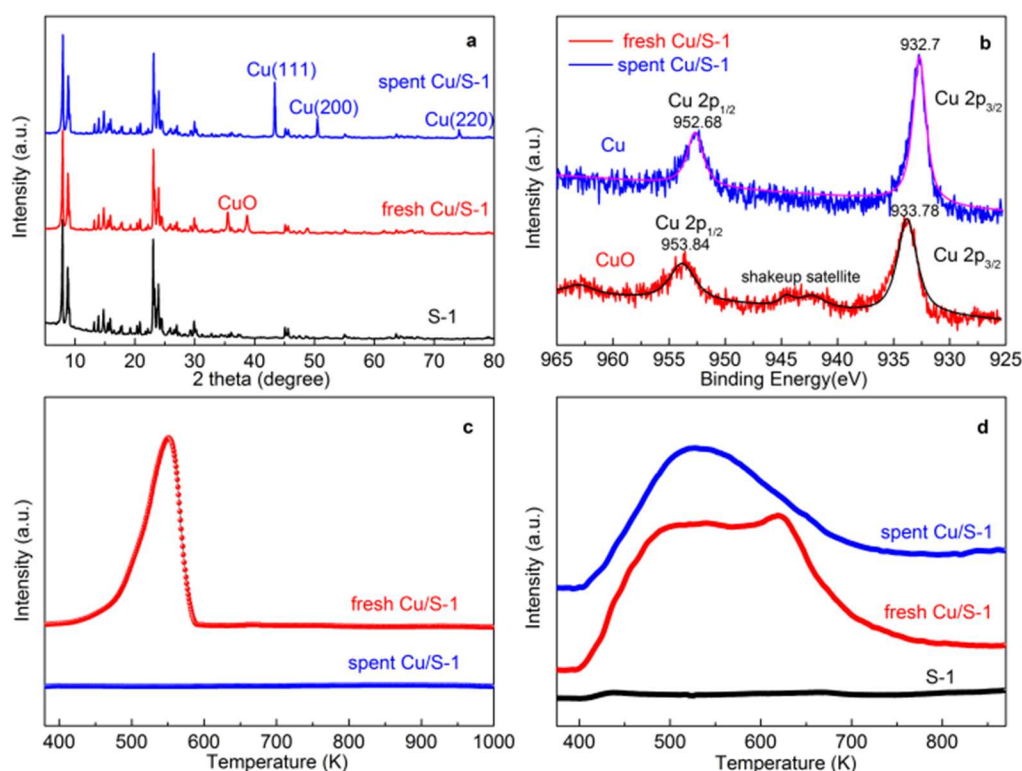 a
spent Cu/S-1
Cu(111)
Cu(200)
Cu(220)
CuO
fresh Cu/S-1
S-1
Intensity (a.u.)
10 20 30 40 50 60 70 80
2 theta (degree)
b
fresh Cu/S-1
spent Cu/S-1
932.7
Cu 2p1/2
952.68
Cu 2p3/2
Cu
933.78
Cu 2p1/2
953.84
CuO
shakeup satellite
Cu 2p3/2
Intensity (a.u.)
965 960 955 950 945 940 935 930 925
Binding Energy(eV)
c
fresh Cu/S-1
spent Cu/S-1
Intensity (a.u.)
400 500 600 700 800 900 1000
Temperature (K)
d
spent Cu/S-1
fresh Cu/S-1
S-1
Intensity (a.u.)
400 500 600 700 800
Temperature (K)